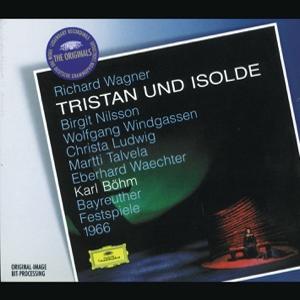 THE ORIGINALS
Richard Wagner
TRISTAN UND ISOLDE
Birgit Nilsson
Wolfgang Windgassen
Christa Ludwig
Martti Talvela
Eberhard Waechter
Karl Böhm
Bayreuther
Festspiele
1966
ORIGINAL-IMAGE
BIT-PROCESSING